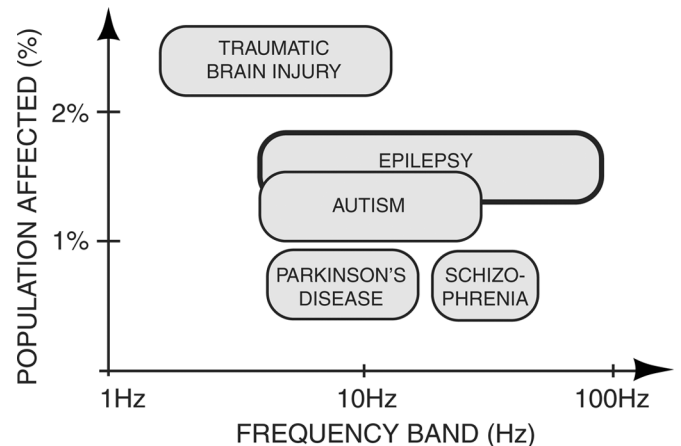 POPULATION AFFECTED (%)
2%
1%
TRAUMATIC
BRAIN INJURY
EPILEPSY
AUTISM
PARKINSON'S
DISEASE
SCHIZO-
PHRENIA
1Hz
10Hz
100Hz
FREQUENCY BAND (Hz)